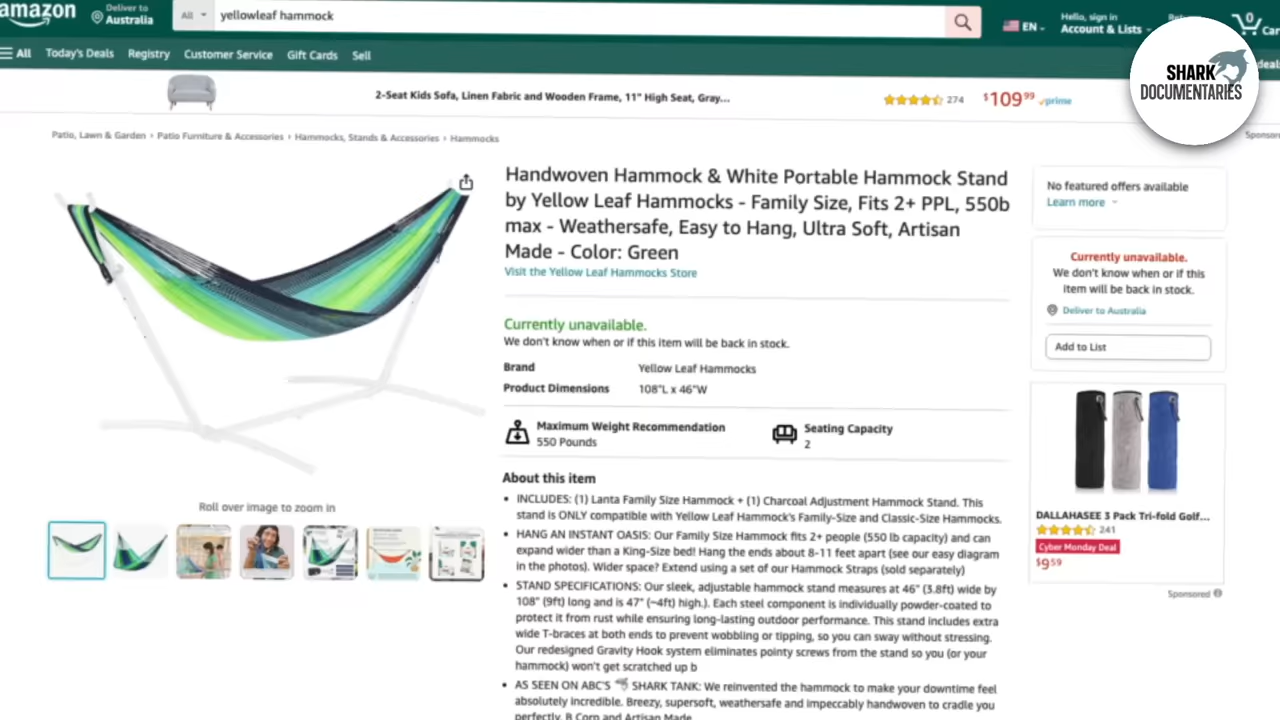 amazon
Deliver to
Australia
All
yellowleaf hammock
EN
Hello, sign in
Account & Lists
0
All
Today's Deals
Registry
Customer Service
Gift Cards
Sell
SHARK
DOCUMENTARIES
2-Seat Kids Sofa, Linen Fabric and Wooden Frame, 11" High Seat, Gray...
274
$109.99
prime
Patio, Lawn & Garden › Patio Furniture & Accessories › Hammocks, Stands & Accessories › Hammocks
Handwoven Hammock & White Portable Hammock Stand
by Yellow Leaf Hammocks - Family Size, Fits 2+ PPL, 550b
max - Weathersafe, Easy to Hang, Ultra Soft, Artisan
Made - Color: Green
Visit the Yellow Leaf Hammocks Store
Currently unavailable.
We don't know when or if this item will be back in stock.
Brand Yellow Leaf Hammocks
Product Dimensions 108"L x 46"W
Maximum Weight Recommendation
550 Pounds
Seating Capacity
2
About this item
• INCLUDES: (1) Lanta Family Size Hammock + (1) Charcoal Adjustment Hammock Stand. This
stand is ONLY compatible with Yellow Leaf Hammock's Family-Size and Classic-Size Hammocks.
• HANG AN INSTANT OASIS: Our Family Size Hammock fits 2+ people (550 lb capacity) and can
expand wider than a King-Size bed! Hang the ends about 8-11 feet apart (see our easy diagram
in the photos). Wider space? Extend using a set of our Hammock Straps (sold separately)
• STAND SPECIFICATIONS: Our sleek, adjustable hammock stand measures at 46" (3.8ft) wide by
108" (9ft) long and is 47" (~4ft) high.). Each steel component is individually powder-coated to
protect it from rust while ensuring long-lasting outdoor performance. This stand includes extra
wide T-braces at both ends to prevent wobbling or tipping, so you can sway without stressing.
Our redesigned Gravity Hook system eliminates pointy screws from the stand so you (or your
hammock) won't get scratched up b
• AS SEEN ON ABC'S 🦈 SHARK TANK: We reinvented the hammock to make your downtime feel
absolutely incredible. Breezy, supersoft, weathersafe and impeccably handwoven to cradle you
perfectly. B Corp and Artisan Made.
Roll over image to zoom in
No featured offers available
Learn more
Currently unavailable.
We don't know when or if this
item will be back in stock.
Deliver to Australia
Add to List
DALLAHASEE 3 Pack Tri-fold Golf...
241
Cyber Monday Deal
$9.59
Sponsored